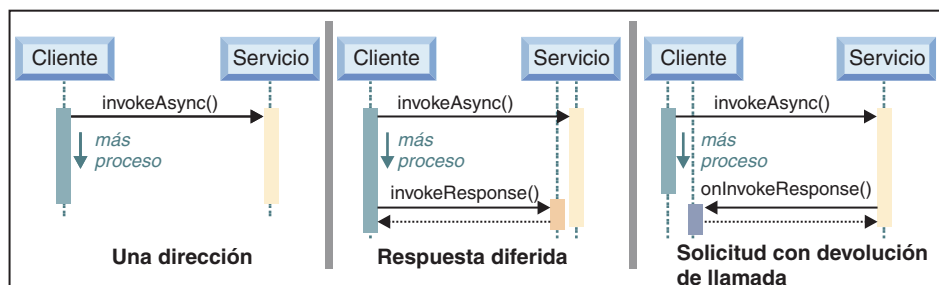 Cliente
Servicio
invokeAsync()
más
proceso
Una dirección
Cliente
Servicio
invokeAsync()
más
proceso
invokeResponse()
Respuesta diferida
Cliente
Servicio
invokeAsync()
más
proceso
onInvokeResponse()
Solicitud con devolución
de llamada